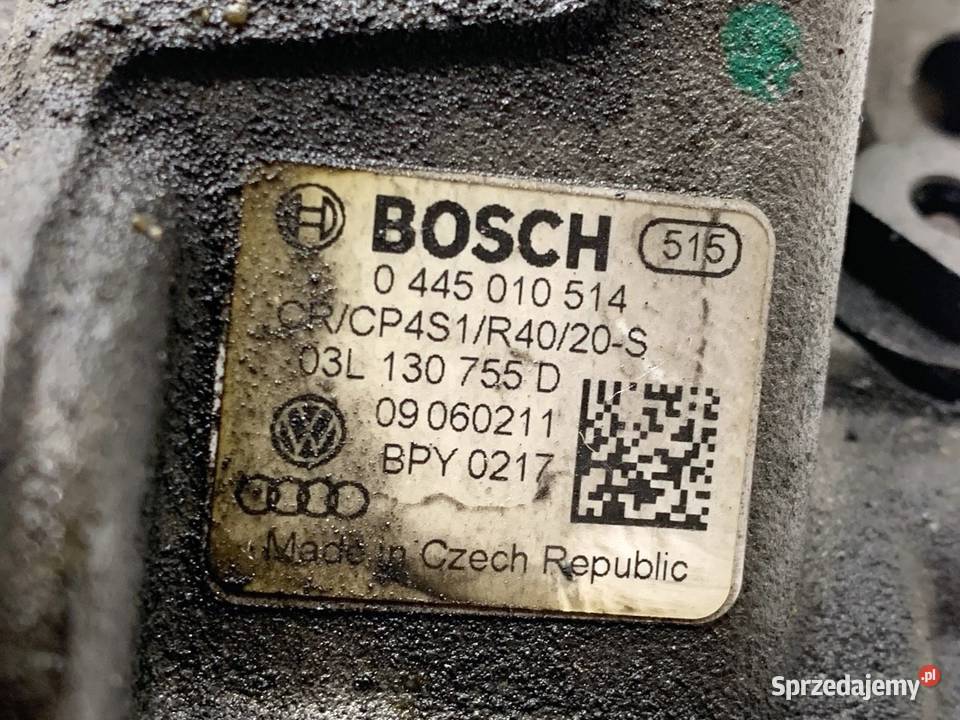 BOSCH 515
0 445 010 514
CR/CP4S1/R40/20-S
03L 130 755 D
09 060211
BPY 0217
Made in Czech Republic
Sprzedajemy.pl